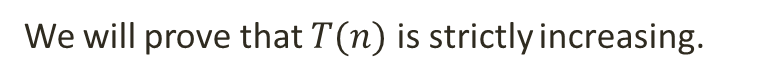 We will prove that T(n) is strictly increasing.